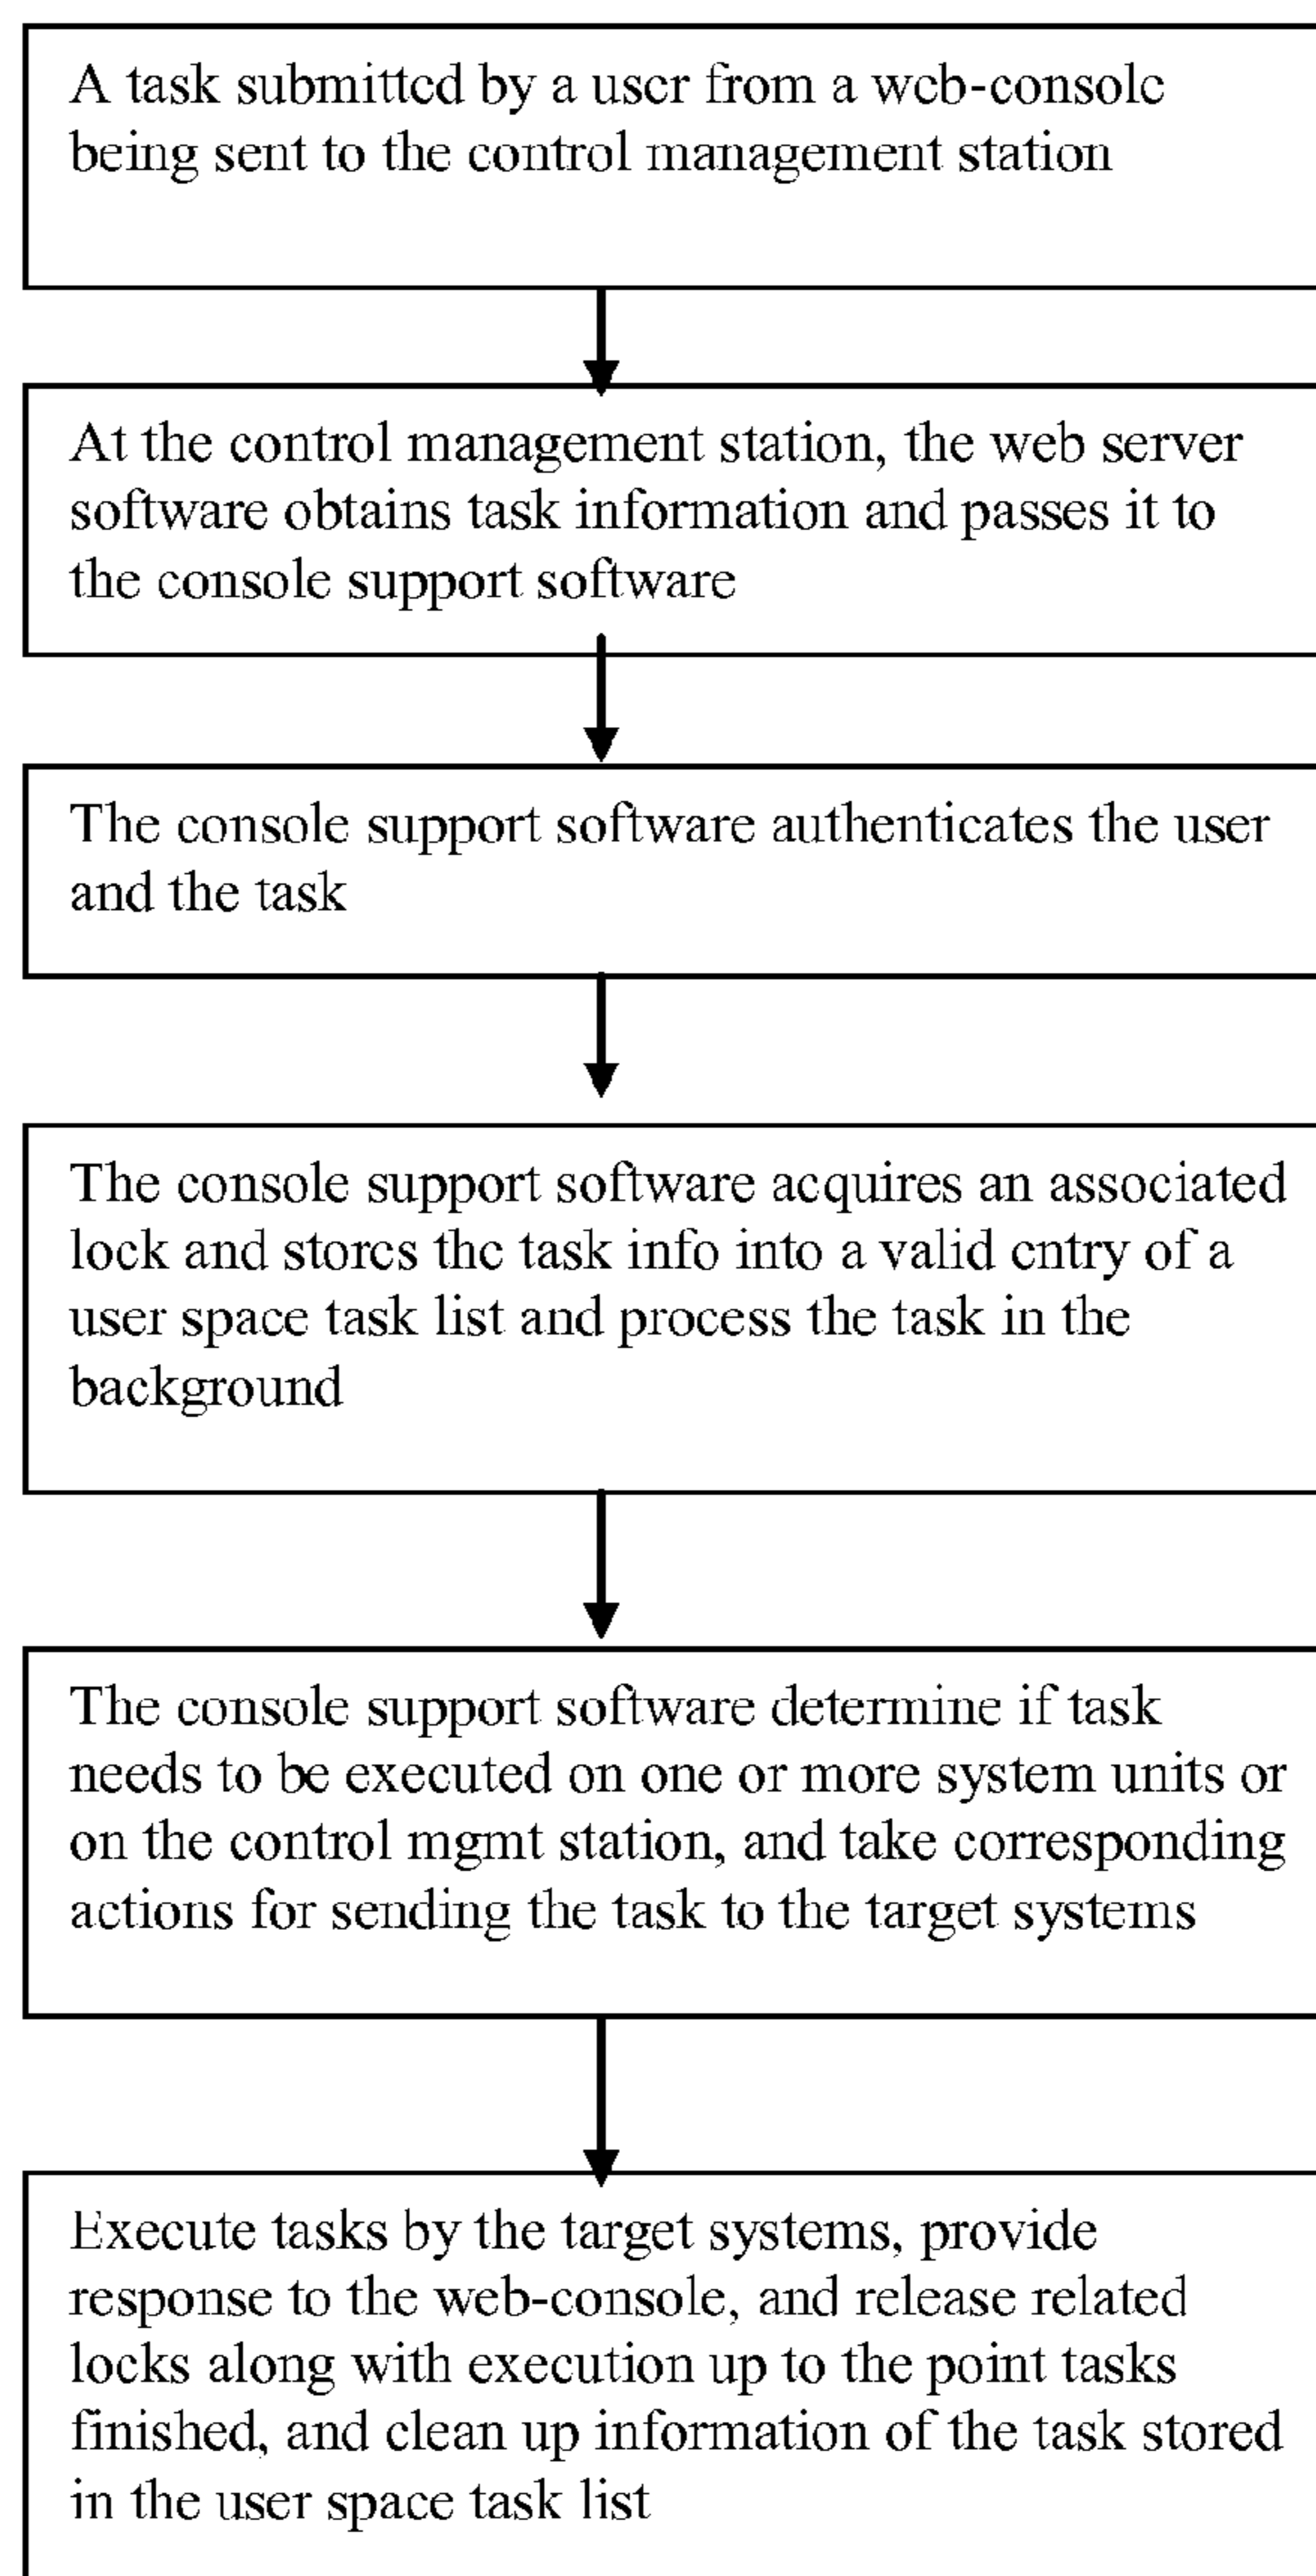 A task submitted by a user from a web-console
being sent to the control management station
At the control management station, the web server
software obtains task information and passes it to
the console support software
The console support software authenticates the user
and the task
The console support software acquires an associated
lock and stores the task info into a valid entry of a
user space task list and process the task in the
background
The console support software determine if task
needs to be executed on one or more system units or
on the control mgmt station, and take corresponding
actions for sending the task to the target systems
Execute tasks by the target systems, provide
response to the web-console, and release related
locks along with execution up to the point tasks
finished, and clean up information of the task stored
in the user space task list